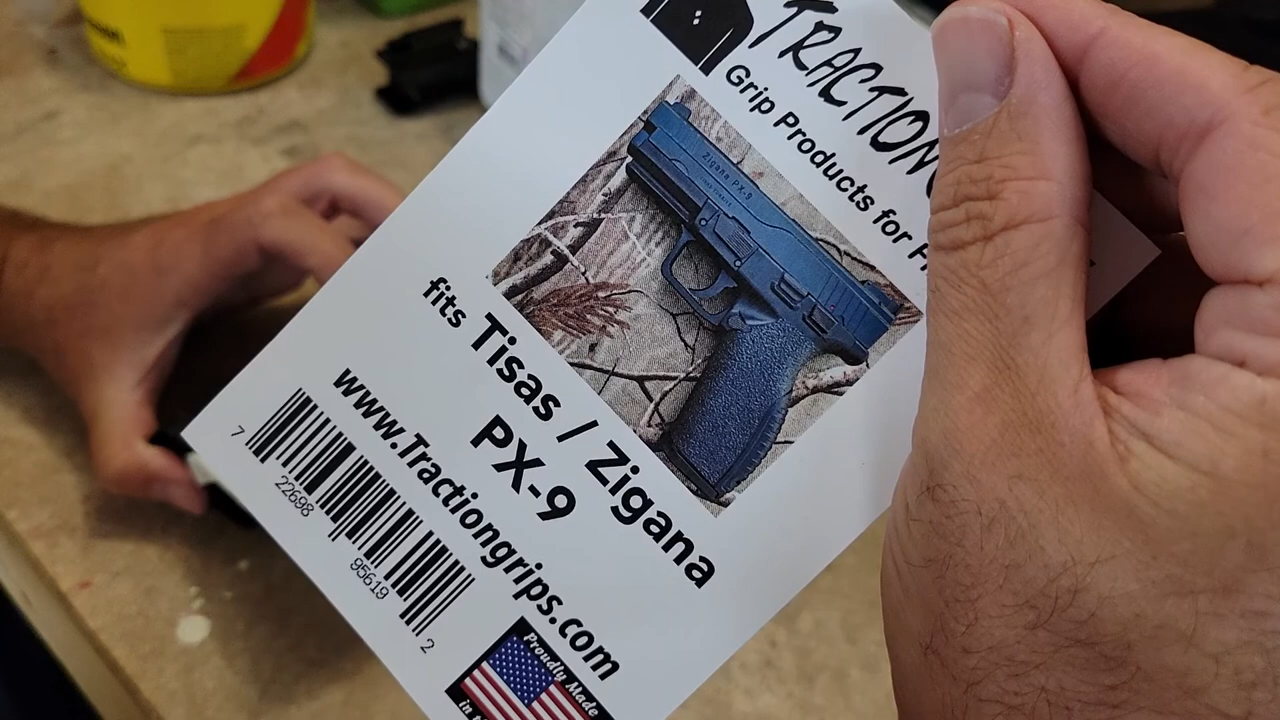 TRACTION
Grip Products for
Zigana PX-9
fits Tisas / Zigana
PX-9
www.Tractiongrips.com
7 22698 95619 2
Proudly Made
in